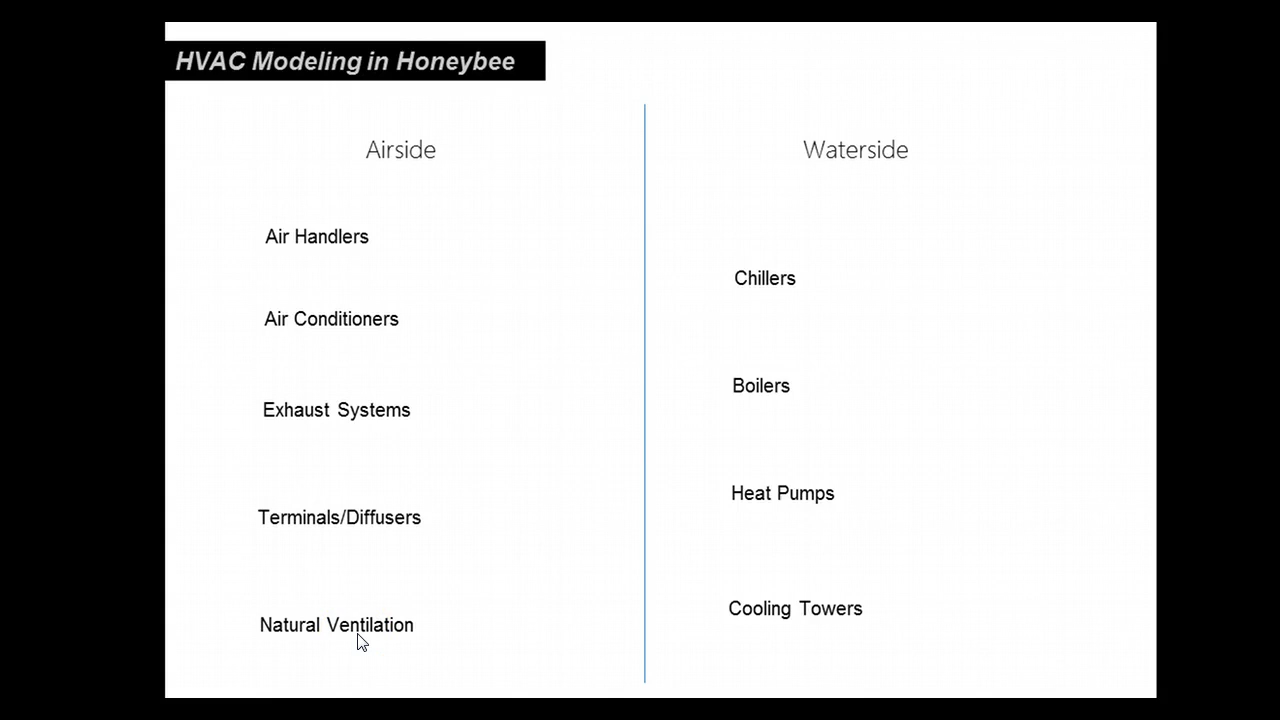 HVAC Modeling in Honeybee
Airside
Air Handlers
Air Conditioners
Exhaust Systems
Terminals/Diffusers
Natural Ventilation
Waterside
Chillers
Boilers
Heat Pumps
Cooling Towers